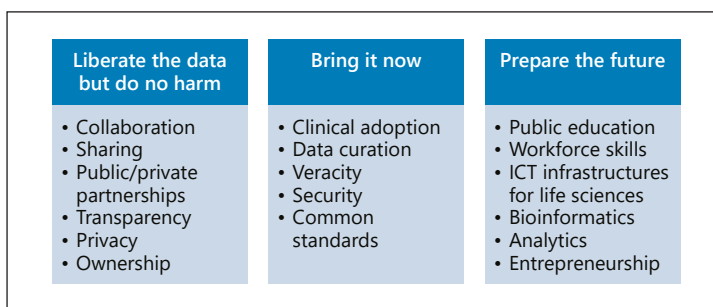 Liberate the data
but do no harm
• Collaboration
• Sharing
• Public/private
partnerships
• Transparency
• Privacy
• Ownership
Bring it now
• Clinical adoption
• Data curation
• Veracity
• Security
• Common
standards
Prepare the future
• Public education
• Workforce skills
• ICT infrastructures
for life sciences
• Bioinformatics
• Analytics
• Entrepreneurship